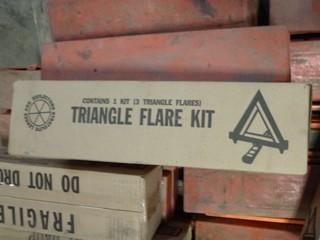 CONTAINS 1 KIT (3 TRIANGLE FLARES)
TRIANGLE FLARE KIT
DO NOT DRO
FRAGILE